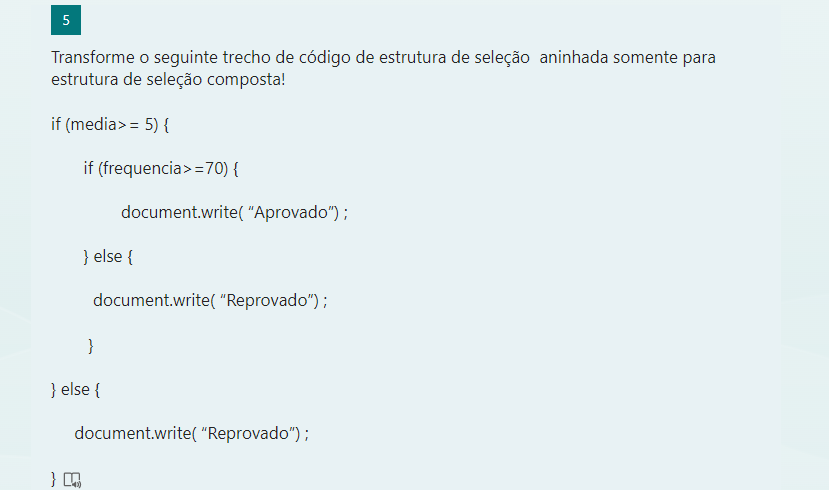 5
Transforme o seguinte trecho de código de estrutura de seleção  aninhada somente para
estrutura de seleção composta!
if (media>= 5) {
if (frequencia>=70) {
document.write( “Aprovado”) ;
} else {
document.write( “Reprovado”) ;
}
} else {
document.write( “Reprovado”) ;
}